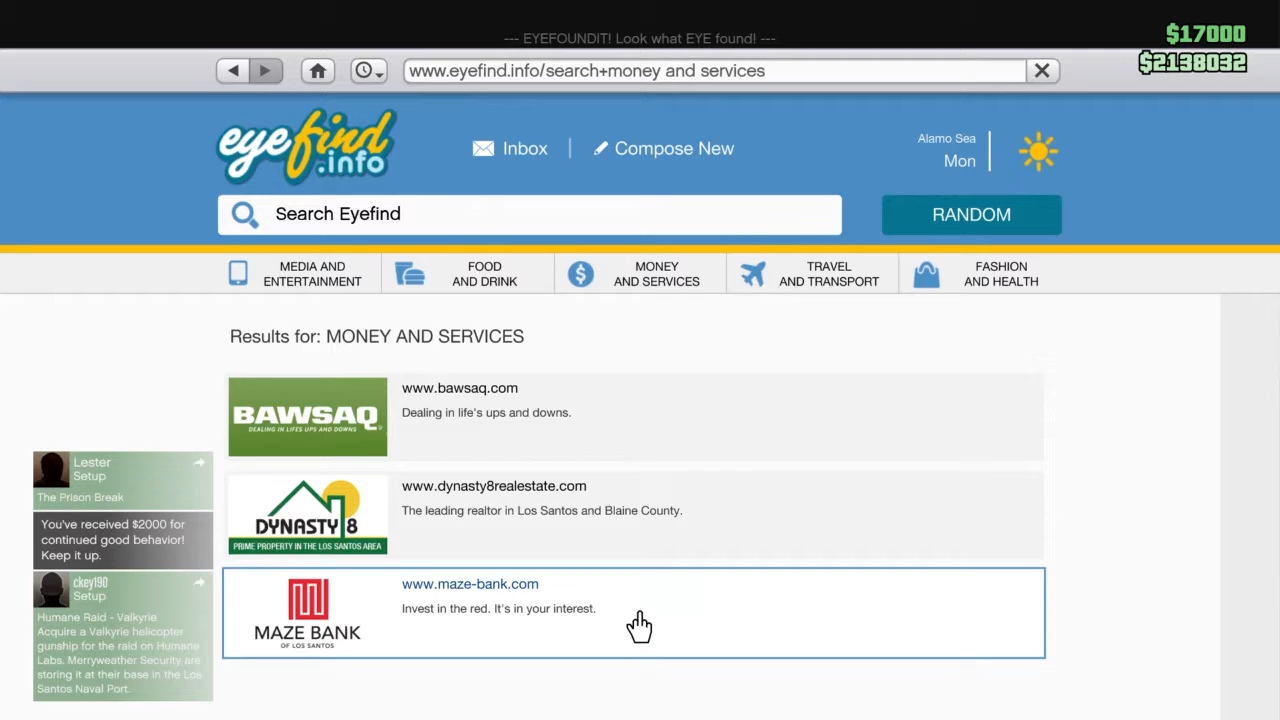 --- EYEFOUNDIT! Look what EYE found! ---
$17000
$2138032
www.eyefind.info/search+money and services
eyefind
.info
Inbox
Compose New
Alamo Sea
Mon
Search Eyefind
RANDOM
MEDIA AND
ENTERTAINMENT
FOOD
AND DRINK
MONEY
AND SERVICES
TRAVEL
AND TRANSPORT
FASHION
AND HEALTH
Results for: MONEY AND SERVICES
BAWSAQ
DEALING IN LIFES UPS AND DOWNS
www.bawsaq.com
Dealing in life's ups and downs.
DYNASTY 8
PRIME PROPERTY IN THE LOS SANTOS AREA
www.dynasty8realestate.com
The leading realtor in Los Santos and Blaine County.
MAZE BANK
OF LOS SANTOS
www.maze-bank.com
Invest in the red. It's in your interest.
Lester
Setup
The Prison Break
You've received $2000 for
continued good behavior!
Keep it up.
ckey190
Setup
Humane Raid - Valkyrie
Acquire a Valkyrie helicopter
gunship for the raid on Humane
Labs. Merryweather Security are
storing it at their base in the Los
Santos Naval Port.